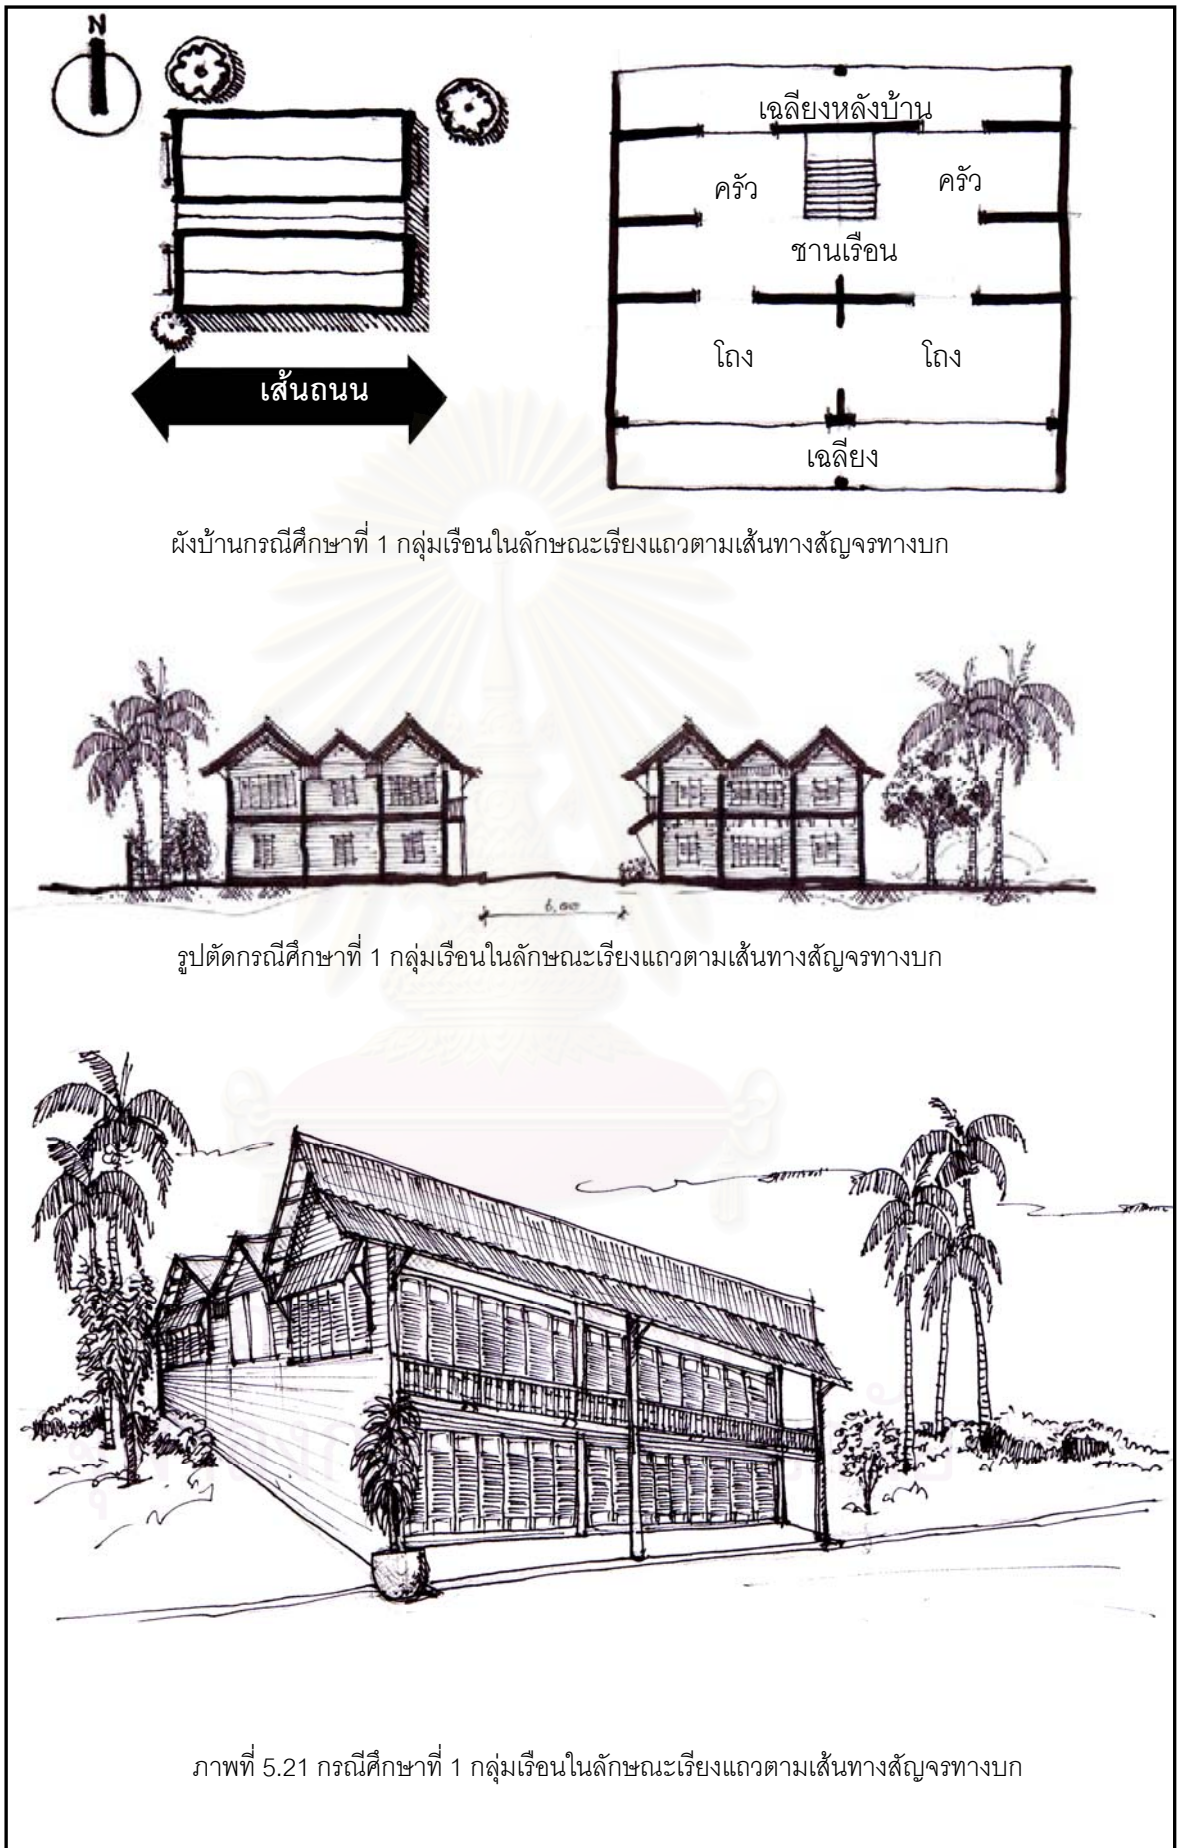 N
เส้นถนน
เฉลียงหลังบ้าน
ครัว ครัว
ชานเรือน
โถง โถง
เฉลียง
ผังบ้านกรณีศึกษาที่ 1 กลุ่มเรือนในลักษณะเรียงแถวตามเส้นทางสัญจรทางบก
รูปตัดกรณีศึกษาที่ 1 กลุ่มเรือนในลักษณะเรียงแถวตามเส้นทางสัญจรทางบก
ภาพที่ 5.21 กรณีศึกษาที่ 1 กลุ่มเรือนในลักษณะเรียงแถวตามเส้นทางสัญจรทางบก